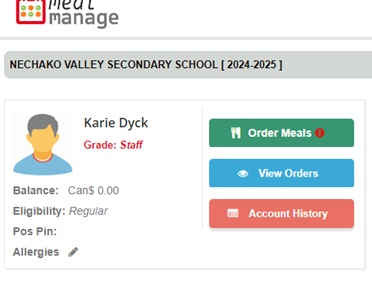 meal
manage
NECHAKO VALLEY SECONDARY SCHOOL [ 2024-2025 ]
Karie Dyck
Grade: Staff
Balance: Can$ 0.00
Eligibility: Regular
Pos Pin:
Allergies
Order Meals
View Orders
Account History